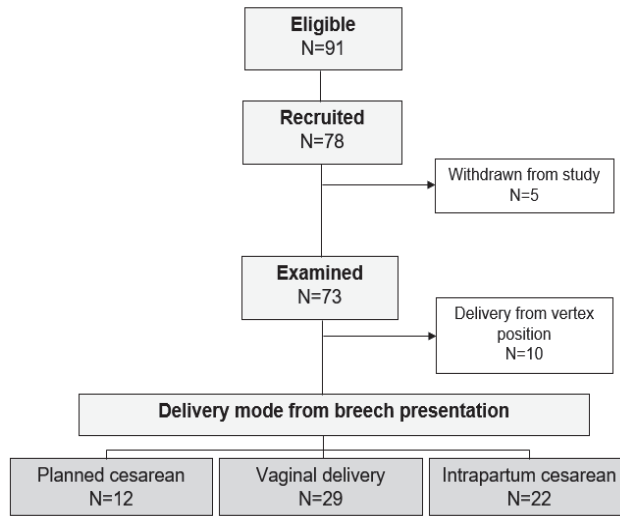 Eligible
N=91
Recruited
N=78
Withdrawn from study
N=5
Examined
N=73
Delivery from vertex
position
N=10
Delivery mode from breech presentation
Planned cesarean
N=12
Vaginal delivery
N=29
Intrapartum cesarean
N=22